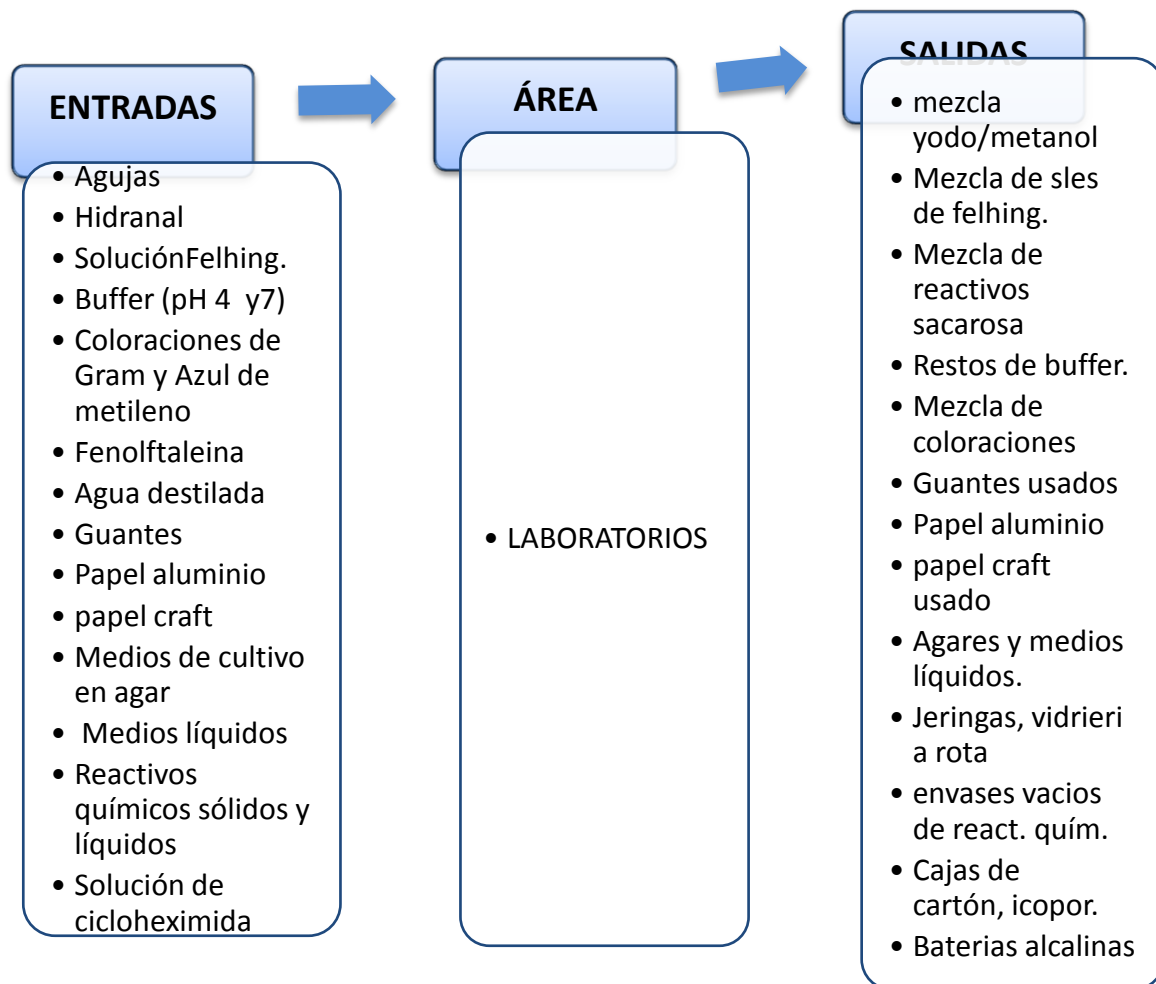 ENTRADAS
• Agujas
• Hidranal
• SoluciónFelhing.
• Buffer (pH 4  y7)
• Coloraciones de
Gram y Azul de
metileno
• Fenolftaleina
• Agua destilada
• Guantes
• Papel aluminio
• papel craft
• Medios de cultivo
en agar
•  Medios líquidos
• Reactivos
químicos sólidos y
líquidos
• Solución de
cicloheximida
ÁREA
• LABORATORIOS
SALIDAS
• mezcla
yodo/metanol
• Mezcla de sles
de felhing.
• Mezcla de
reactivos
sacarosa
• Restos de buffer.
• Mezcla de
coloraciones
• Guantes usados
• Papel aluminio
• papel craft
usado
• Agares y medios
líquidos.
• Jeringas, vidrieri
a rota
• envases vacios
de react. quím.
• Cajas de
cartón, icopor.
• Baterias alcalinas